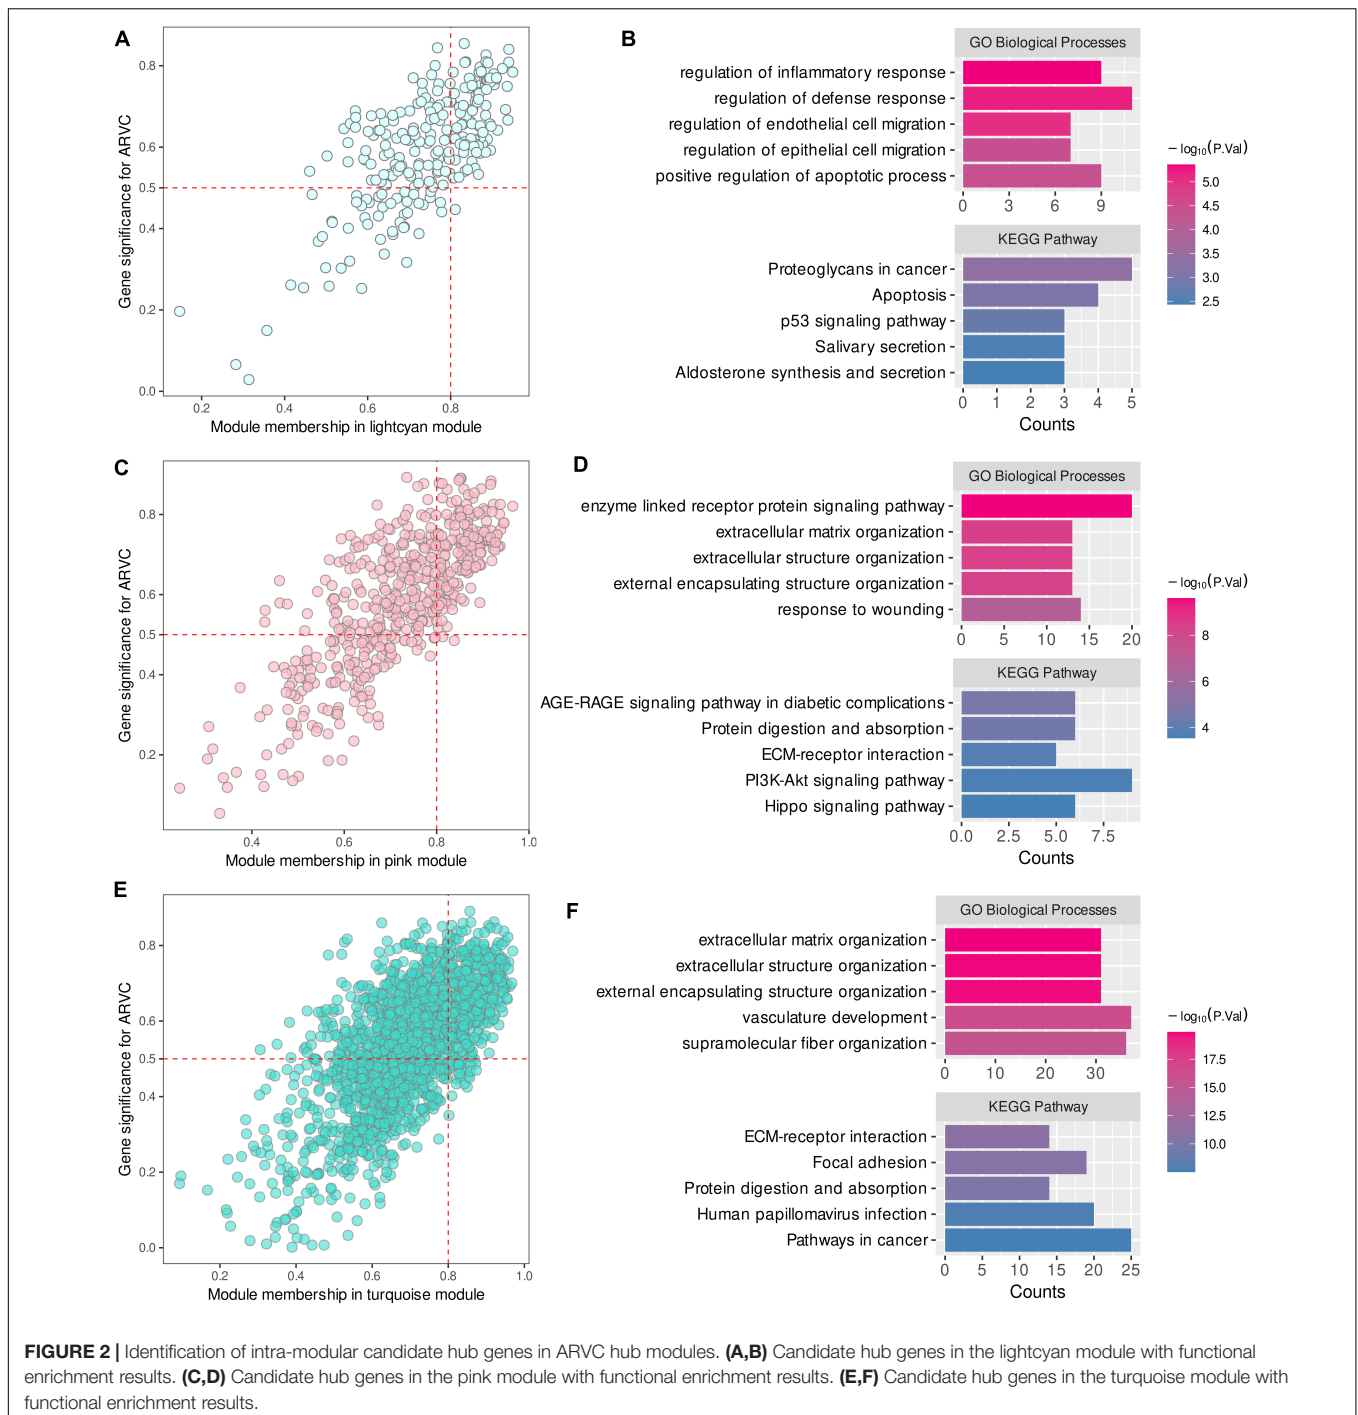 A
0.8
0.6
0.5
0.4
0.2
0.0
Gene significance for ARVC
0.2 0.4 0.6 0.8
Module membership in lightcyan module
B
GO Biological Processes
regulation of inflammatory response
regulation of defense response
regulation of endothelial cell migration
regulation of epithelial cell migration
positive regulation of apoptotic process
0 3 6 9
KEGG Pathway
Proteoglycans in cancer
Apoptosis
p53 signaling pathway
Salivary secretion
Aldosterone synthesis and secretion
0 1 2 3 4 5
Counts
−log₁₀(P.Val)
5.0
4.5
4.0
3.5
3.0
2.5
C
0.8
0.6
0.5
0.4
0.2
Gene significance for ARVC
0.4 0.6 0.8 1.0
Module membership in pink module
D
GO Biological Processes
enzyme linked receptor protein signaling pathway
extracellular matrix organization
extracellular structure organization
external encapsulating structure organization
response to wounding
0 5 10 15 20
KEGG Pathway
AGE-RAGE signaling pathway in diabetic complications
Protein digestion and absorption
ECM-receptor interaction
PI3K-Akt signaling pathway
Hippo signaling pathway
0.0 2.5 5.0 7.5
Counts
−log₁₀(P.Val)
8
6
4
E
0.8
0.6
0.5
0.4
0.2
0.0
Gene significance for ARVC
0.2 0.4 0.6 0.8 1.0
Module membership in turquoise module
F
GO Biological Processes
extracellular matrix organization
extracellular structure organization
external encapsulating structure organization
vasculature development
supramolecular fiber organization
0 10 20 30
KEGG Pathway
ECM-receptor interaction
Focal adhesion
Protein digestion and absorption
Human papillomavirus infection
Pathways in cancer
0 5 10 15 20 25
Counts
−log₁₀(P.Val)
17.5
15.0
12.5
10.0
FIGURE 2 | Identification of intra-modular candidate hub genes in ARVC hub modules. (A,B) Candidate hub genes in the lightcyan module with functional
enrichment results. (C,D) Candidate hub genes in the pink module with functional enrichment results. (E,F) Candidate hub genes in the turquoise module with
functional enrichment results.